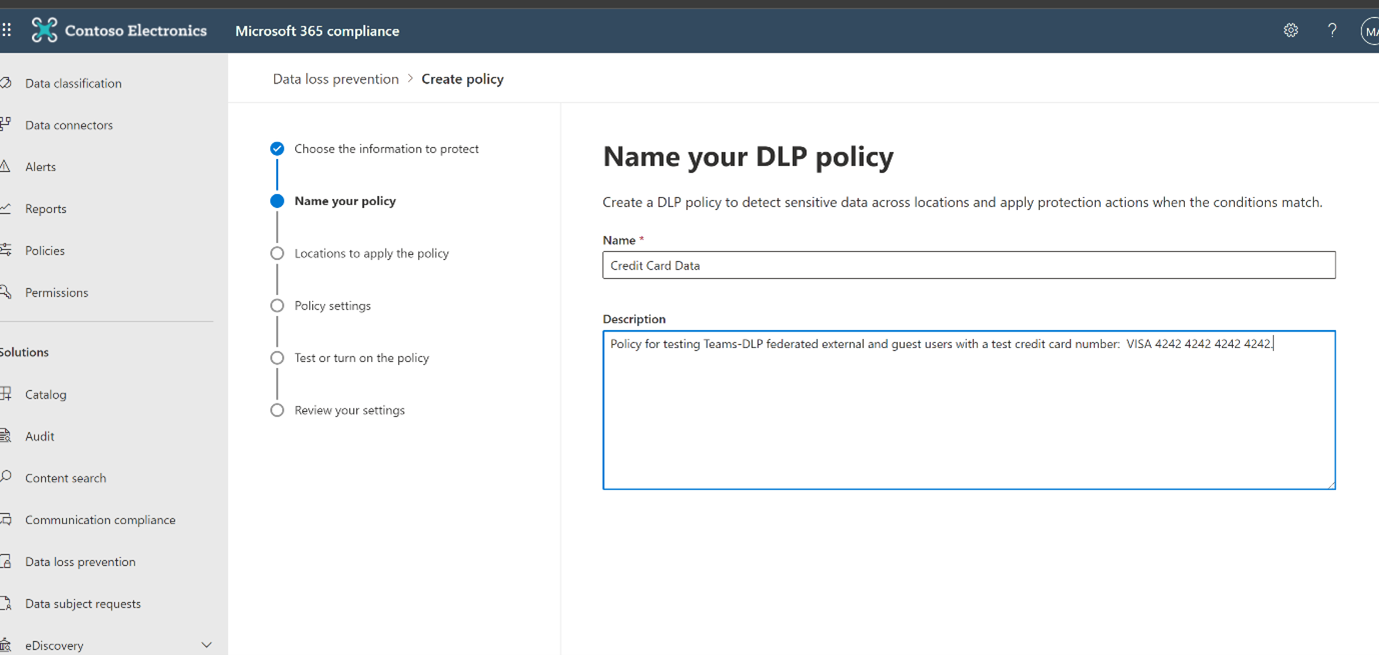 Contoso Electronics Microsoft 365 compliance ?
Data classification
Data connectors
Alerts
Reports
Policies
Permissions
Solutions
Catalog
Audit
Content search
Communication compliance
Data loss prevention
Data subject requests
eDiscovery
Data loss prevention > Create policy
Choose the information to protect
Name your policy
Locations to apply the policy
Policy settings
Test or turn on the policy
Review your settings
Name your DLP policy
Create a DLP policy to detect sensitive data across locations and apply protection actions when the conditions match.
Name *
Credit Card Data
Description
Policy for testing Teams-DLP federated external and guest users with a test credit card number:  VISA 4242 4242 4242 4242.